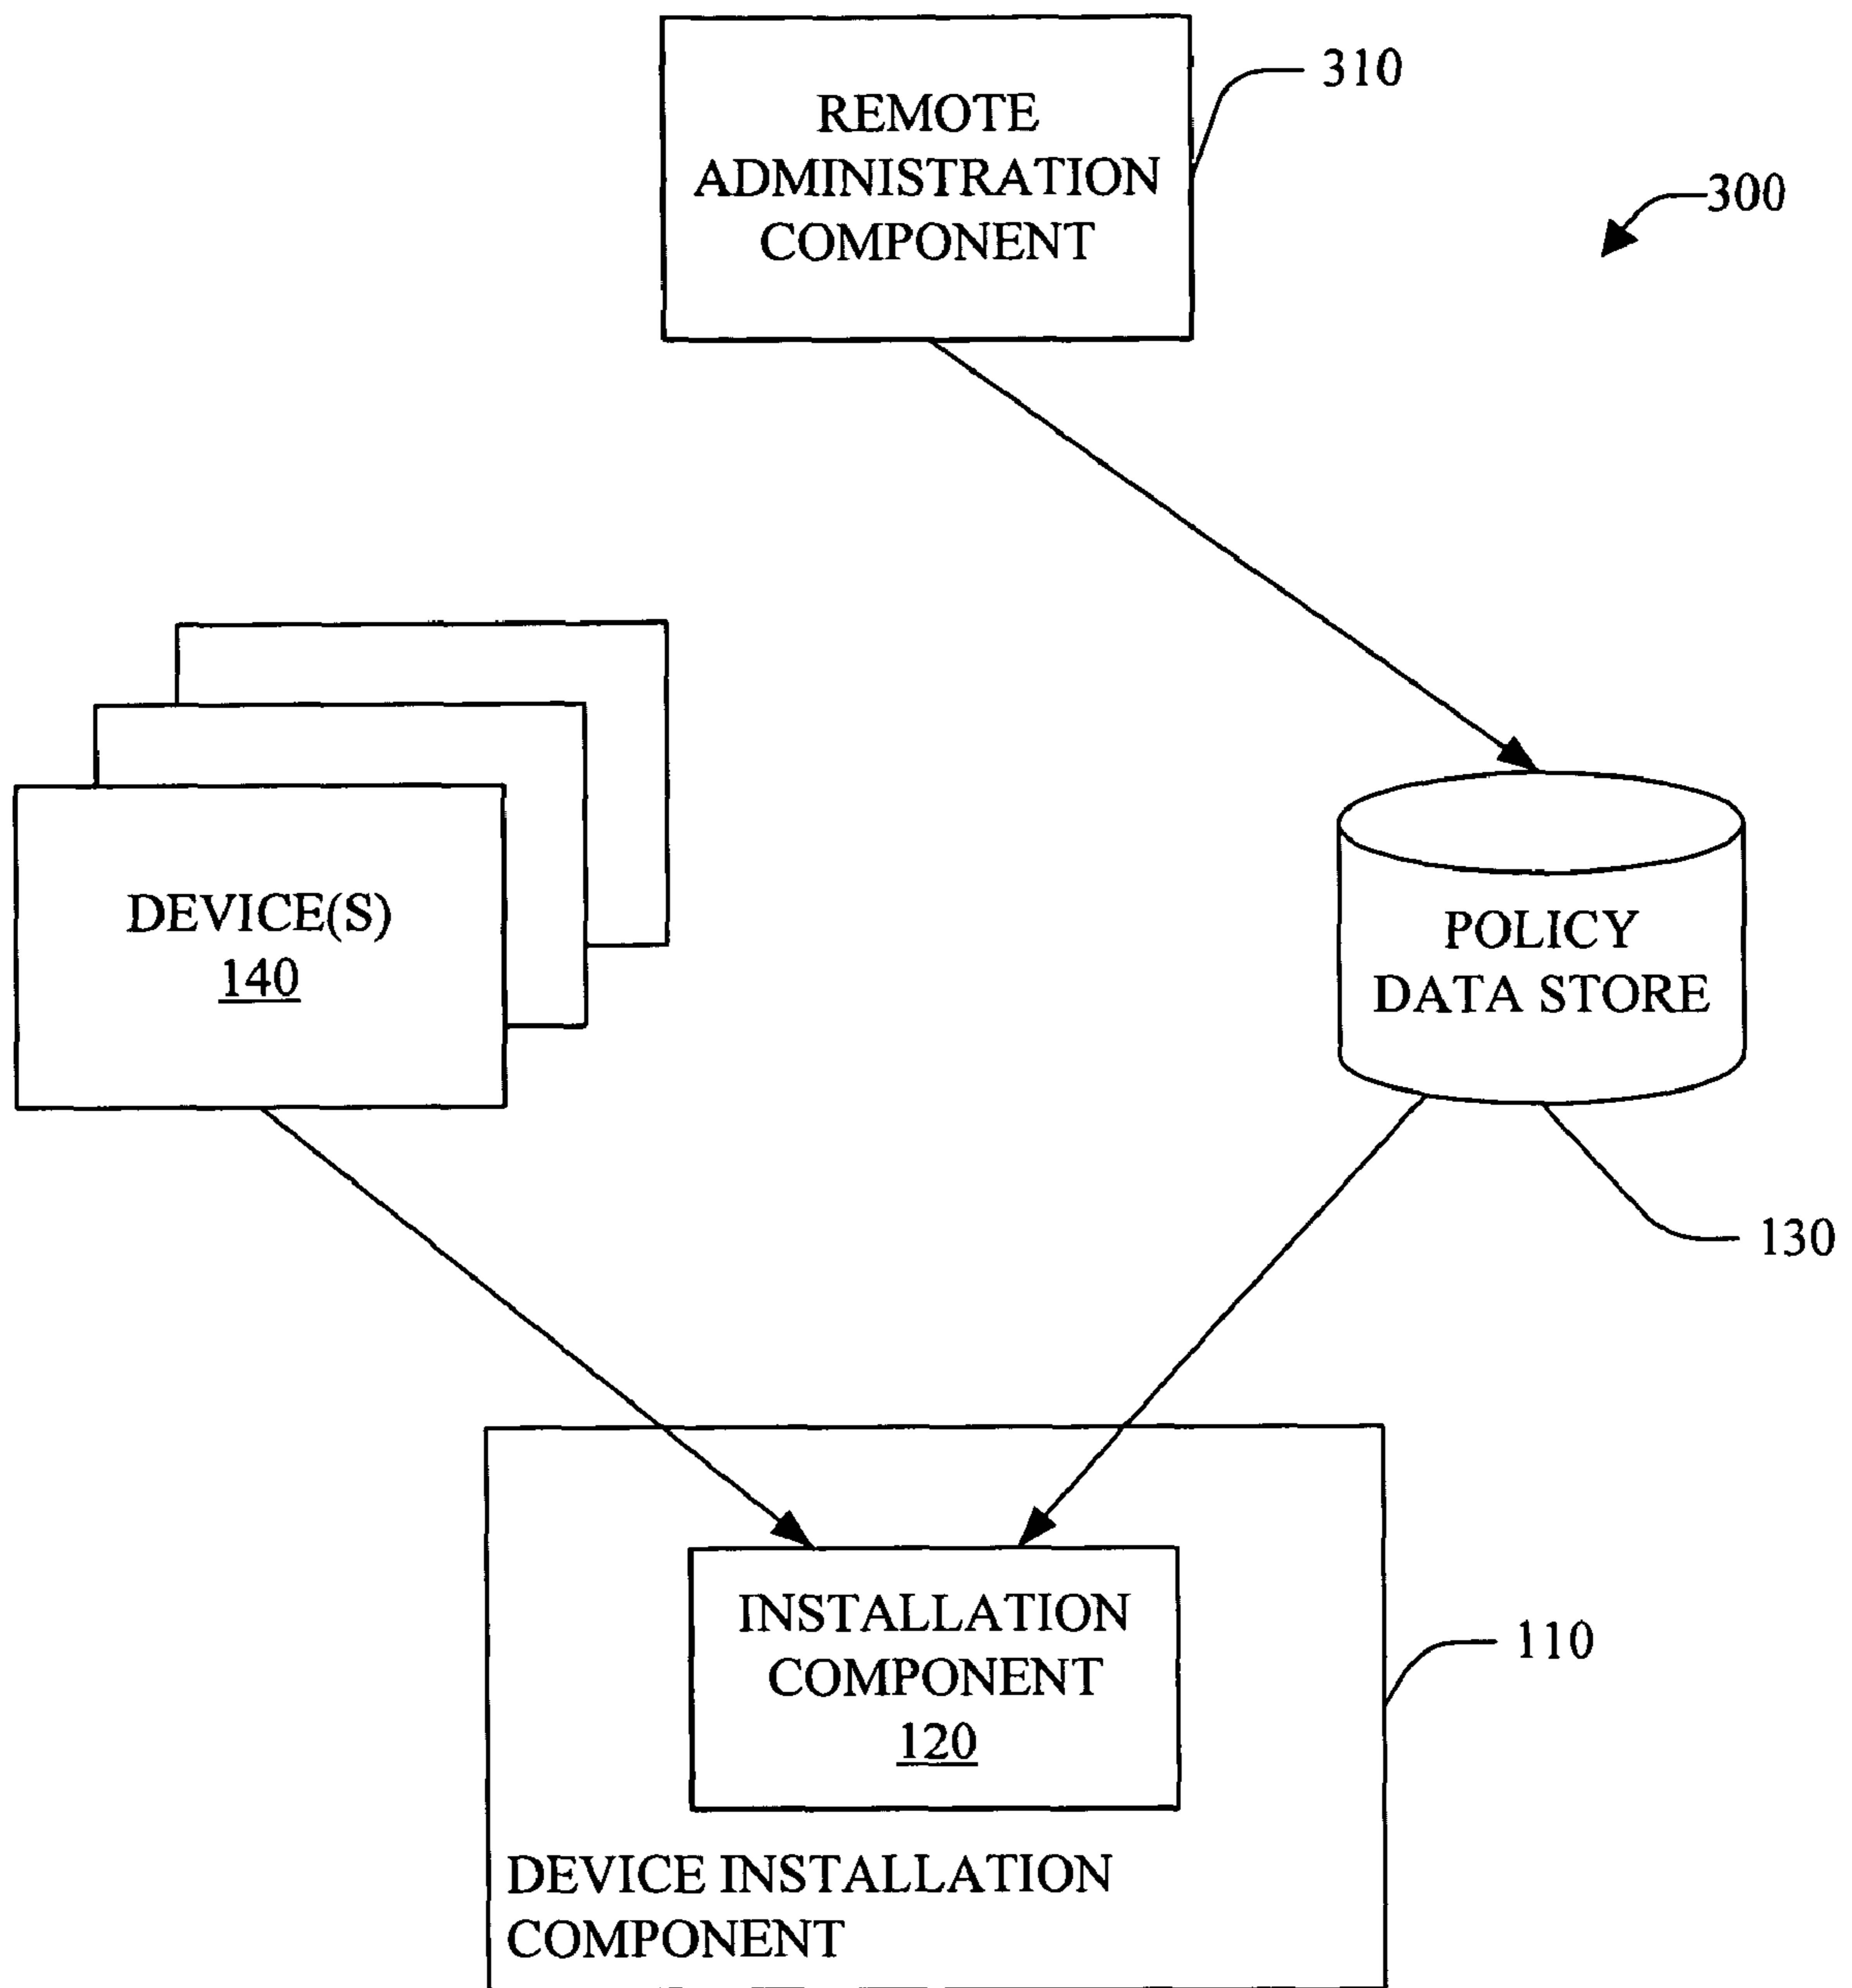 310
REMOTE
ADMINISTRATION
COMPONENT
300
DEVICE(S)
140
POLICY
DATA STORE
130
INSTALLATION
COMPONENT
120
110
DEVICE INSTALLATION
COMPONENT